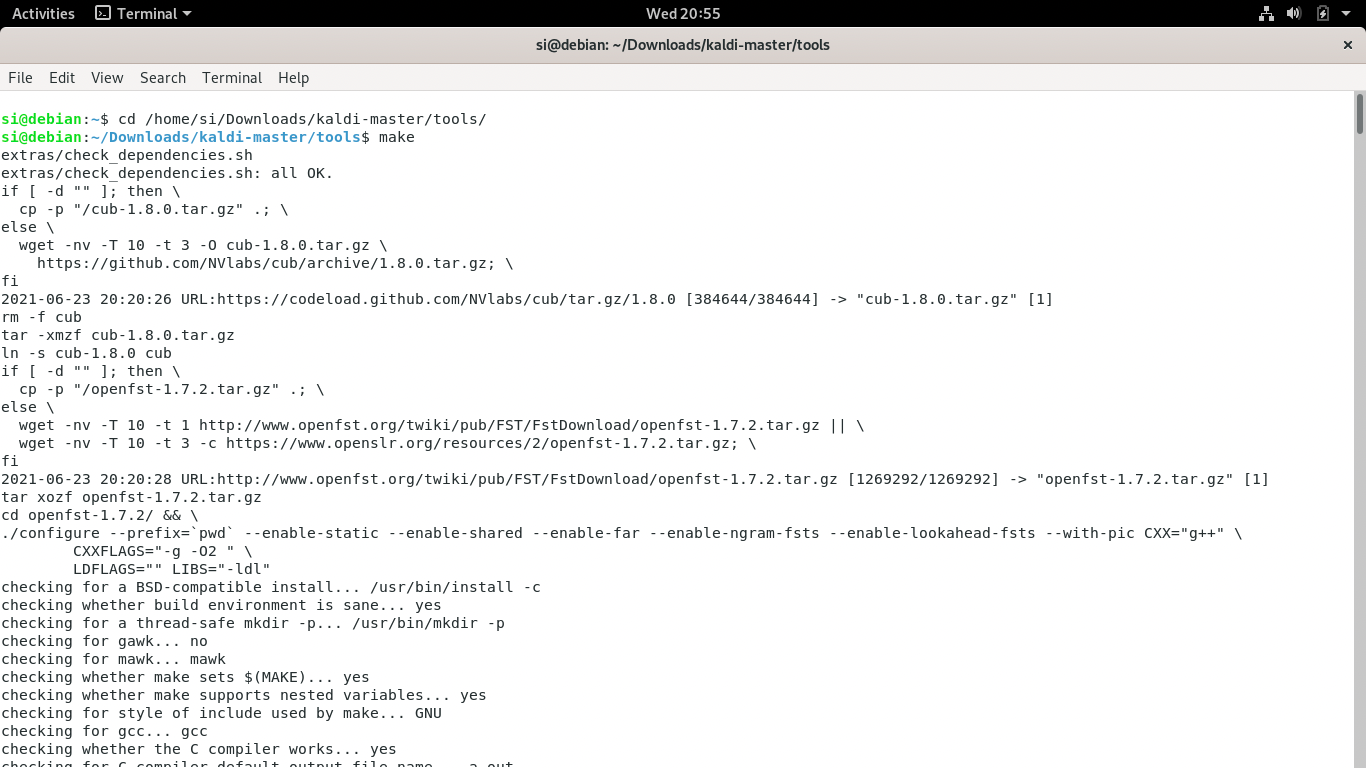 Activities Terminal Wed 20:55
si@debian: ~/Downloads/kaldi-master/tools ×
File Edit View Search Terminal Help
si@debian:~$ cd /home/si/Downloads/kaldi-master/tools/
si@debian:~/Downloads/kaldi-master/tools$ make
extras/check_dependencies.sh
extras/check_dependencies.sh: all OK.
if [ -d "" ]; then \
  cp -p "/cub-1.8.0.tar.gz" .; \
else \
  wget -nv -T 10 -t 3 -O cub-1.8.0.tar.gz \
    https://github.com/NVlabs/cub/archive/1.8.0.tar.gz; \
fi
2021-06-23 20:20:26 URL:https://codeload.github.com/NVlabs/cub/tar.gz/1.8.0 [384644/384644] -> "cub-1.8.0.tar.gz" [1]
rm -f cub
tar -xmzf cub-1.8.0.tar.gz
ln -s cub-1.8.0 cub
if [ -d "" ]; then \
  cp -p "/openfst-1.7.2.tar.gz" .; \
else \
  wget -nv -T 10 -t 1 http://www.openfst.org/twiki/pub/FST/FstDownload/openfst-1.7.2.tar.gz || \
  wget -nv -T 10 -t 3 -c https://www.openslr.org/resources/2/openfst-1.7.2.tar.gz; \
fi
2021-06-23 20:20:28 URL:http://www.openfst.org/twiki/pub/FST/FstDownload/openfst-1.7.2.tar.gz [1269292/1269292] -> "openfst-1.7.2.tar.gz" [1]
tar xozf openfst-1.7.2.tar.gz
cd openfst-1.7.2/ && \
./configure --prefix=`pwd` --enable-static --enable-shared --enable-far --enable-ngram-fsts --enable-lookahead-fsts --with-pic CXX="g++" \
        CXXFLAGS="-g -O2 " \
        LDFLAGS="" LIBS="-ldl"
checking for a BSD-compatible install... /usr/bin/install -c
checking whether build environment is sane... yes
checking for a thread-safe mkdir -p... /usr/bin/mkdir -p
checking for gawk... no
checking for mawk... mawk
checking whether make sets $(MAKE)... yes
checking whether make supports nested variables... yes
checking for style of include used by make... GNU
checking for gcc... gcc
checking whether the C compiler works... yes
checking for C compiler default output file name... a.out